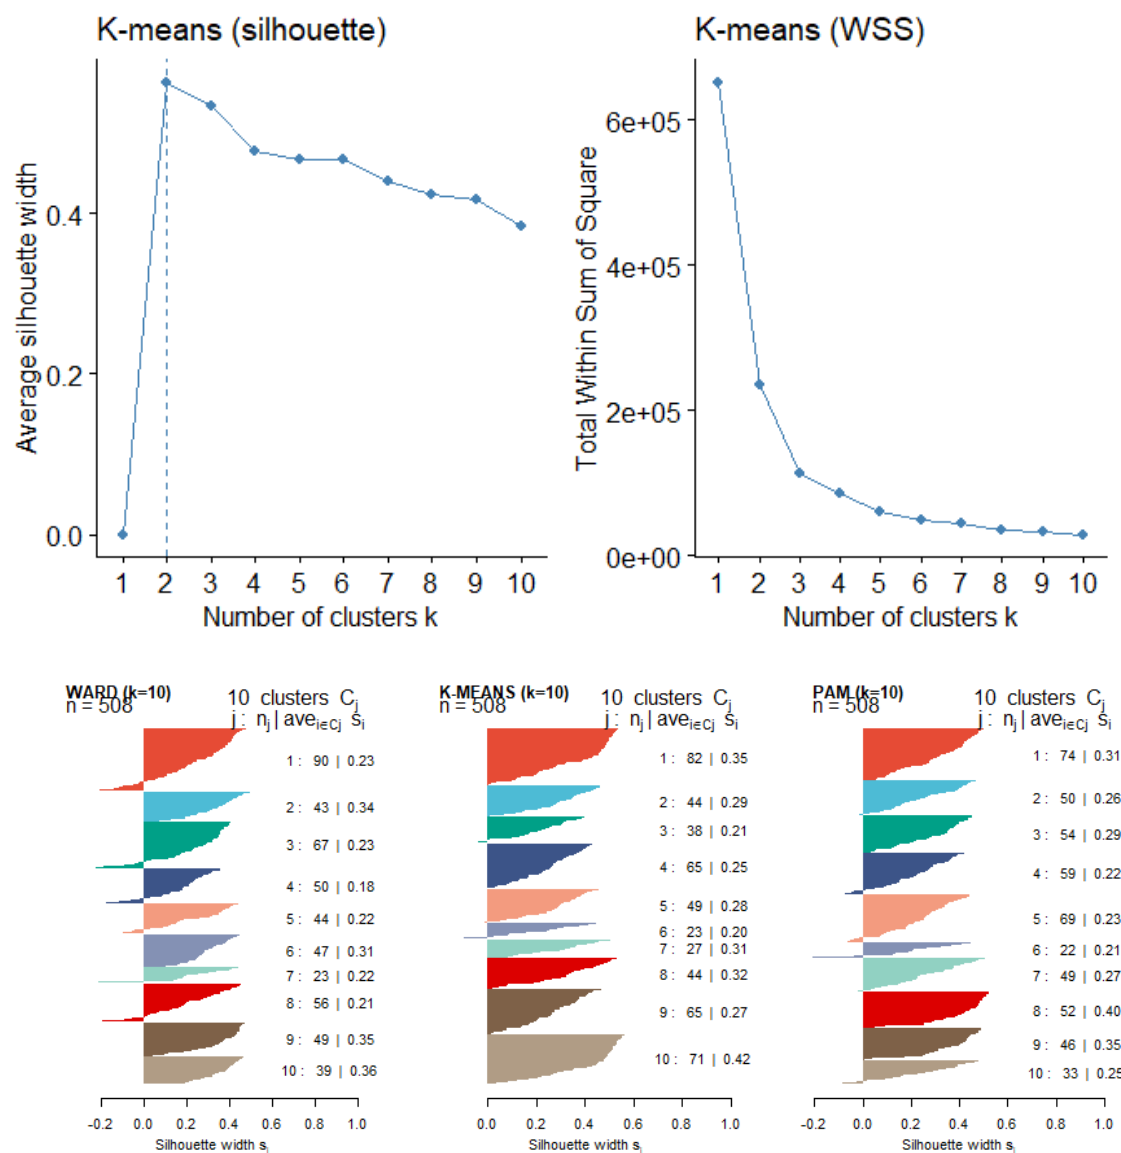 K-means (silhouette)
Average silhouette width
0.4
0.2
0.0
1 2 3 4 5 6 7 8 9 10
Number of clusters k
K-means (WSS)
Total Within Sum of Square
6e+05
4e+05
2e+05
0e+00
1 2 3 4 5 6 7 8 9 10
Number of clusters k
WARD (k=10)
n = 508
10 clusters Cj
j : nj | avei∈Cj si
1 : 90 | 0.23
2 : 43 | 0.34
3 : 67 | 0.23
4 : 50 | 0.18
5 : 44 | 0.22
6 : 47 | 0.31
7 : 23 | 0.22
8 : 56 | 0.21
9 : 49 | 0.35
10 : 39 | 0.36
-0.2 0.0 0.2 0.4 0.6 0.8 1.0
Silhouette width si
K-MEANS (k=10)
n = 508
10 clusters Cj
j : nj | avei∈Cj si
1 : 82 | 0.35
2 : 44 | 0.29
3 : 38 | 0.21
4 : 65 | 0.25
5 : 49 | 0.28
6 : 23 | 0.20
7 : 27 | 0.31
8 : 44 | 0.32
9 : 65 | 0.27
10 : 71 | 0.42
0.0 0.2 0.4 0.6 0.8 1.0
Silhouette width si
PAM (k=10)
n = 508
10 clusters Cj
j : nj | avei∈Cj si
1 : 74 | 0.31
2 : 50 | 0.26
3 : 54 | 0.29
4 : 59 | 0.22
5 : 69 | 0.23
6 : 22 | 0.21
7 : 49 | 0.27
8 : 52 | 0.40
9 : 46 | 0.35
10 : 33 | 0.25
-0.2 0.0 0.2 0.4 0.6 0.8 1.0
Silhouette width si